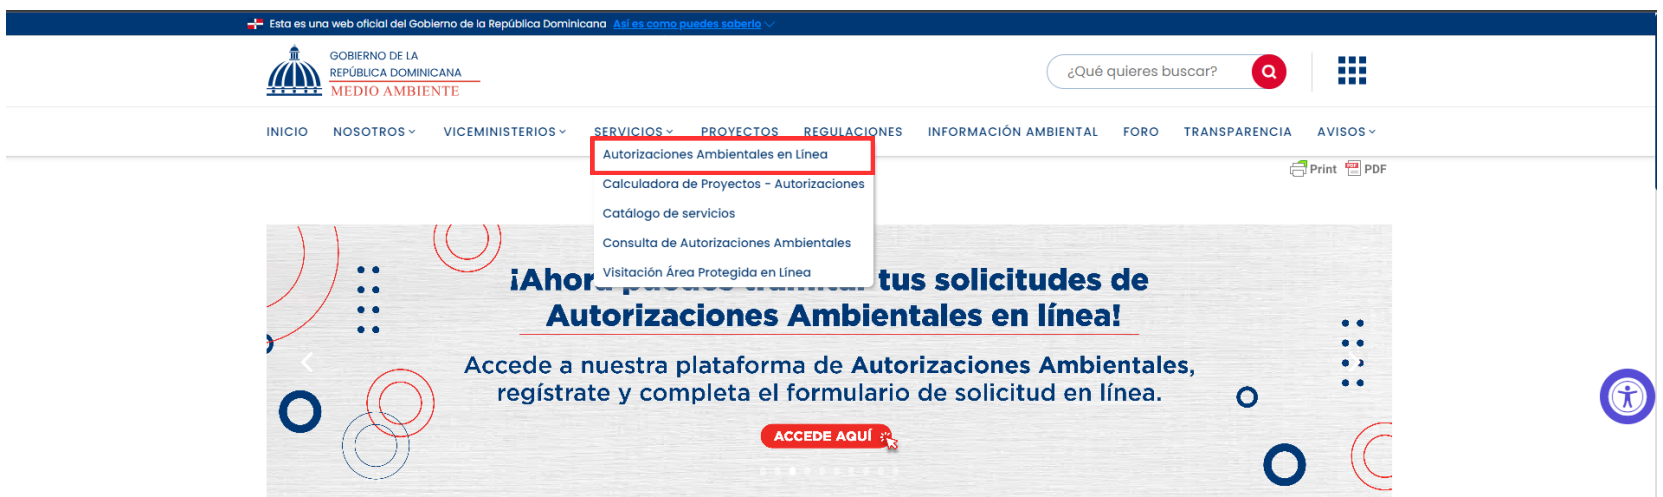 Esta es una web oficial del Gobierno de la República Dominicana Así es como puedes saberlo
GOBIERNO DE LA
REPÚBLICA DOMINICANA
MEDIO AMBIENTE
¿Qué quieres buscar?
INICIO NOSOTROS VICEMINISTERIOS SERVICIOS PROYECTOS REGULACIONES INFORMACIÓN AMBIENTAL FORO TRANSPARENCIA AVISOS
Autorizaciones Ambientales en Línea
Calculadora de Proyectos - Autorizaciones
Catálogo de servicios
Consulta de Autorizaciones Ambientales
Visitación Área Protegida en Línea
Print PDF
¡Ahora puedes tramitar tus solicitudes de
Autorizaciones Ambientales en línea!
Accede a nuestra plataforma de Autorizaciones Ambientales,
regístrate y completa el formulario de solicitud en línea.
ACCEDE AQUÍ